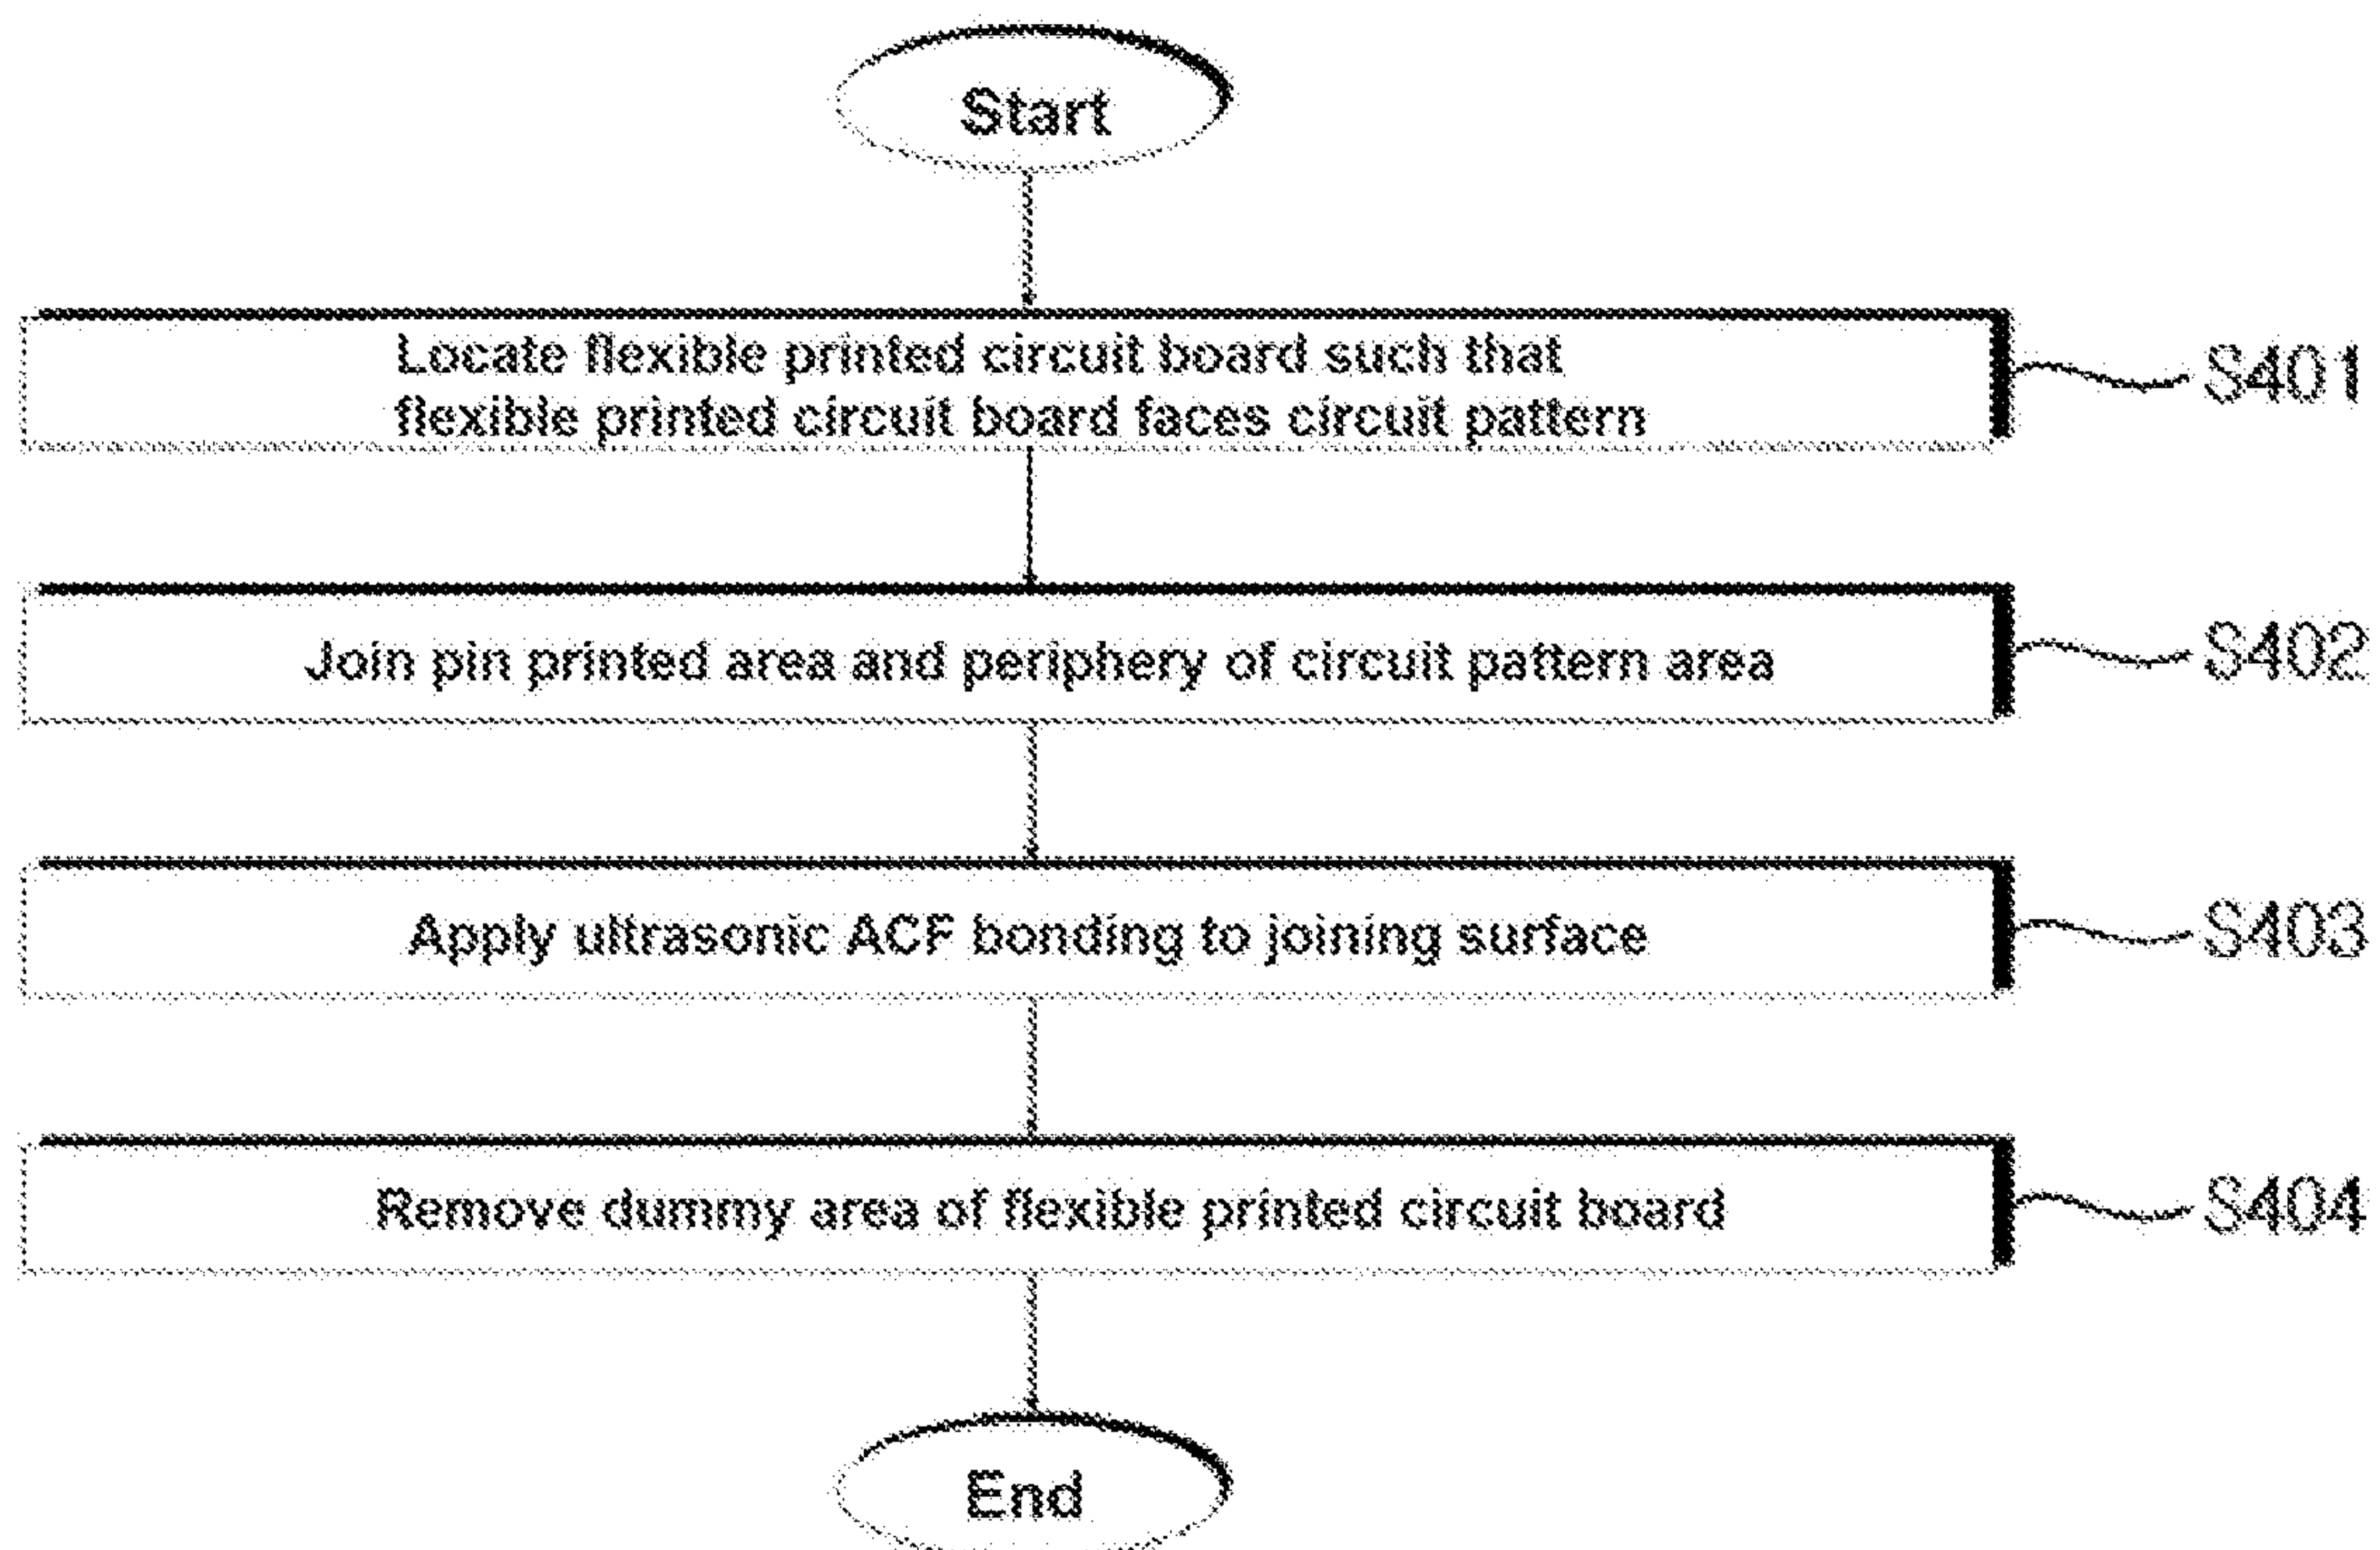 Start
Locate flexible printed circuit board such that
flexible printed circuit board faces circuit pattern
S401
Join pin printed area and periphery of circuit pattern area
S402
Apply ultrasonic ACF bonding to joining surface
S403
Remove dummy area of flexible printed circuit board
S404
End